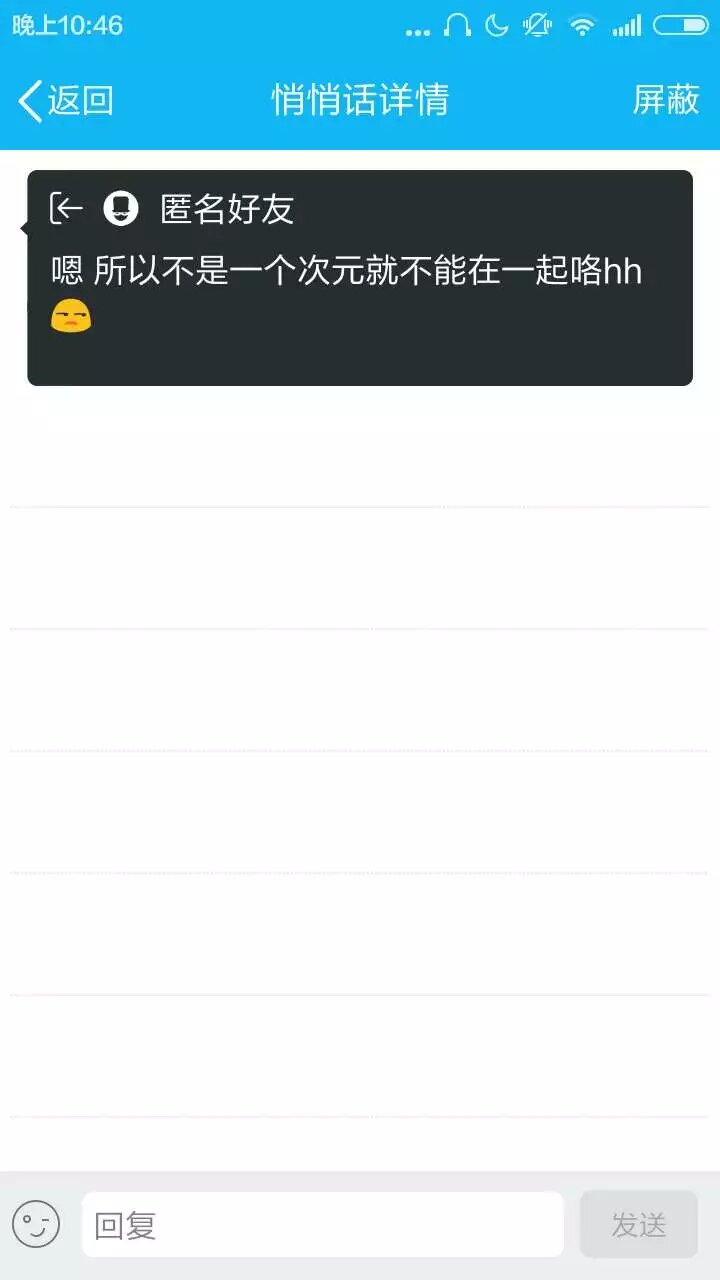 晚上10:46
返回 悄悄话详情 屏蔽
匿名好友
嗯 所以不是一个次元就不能在一起咯hh
😒
回复 发送